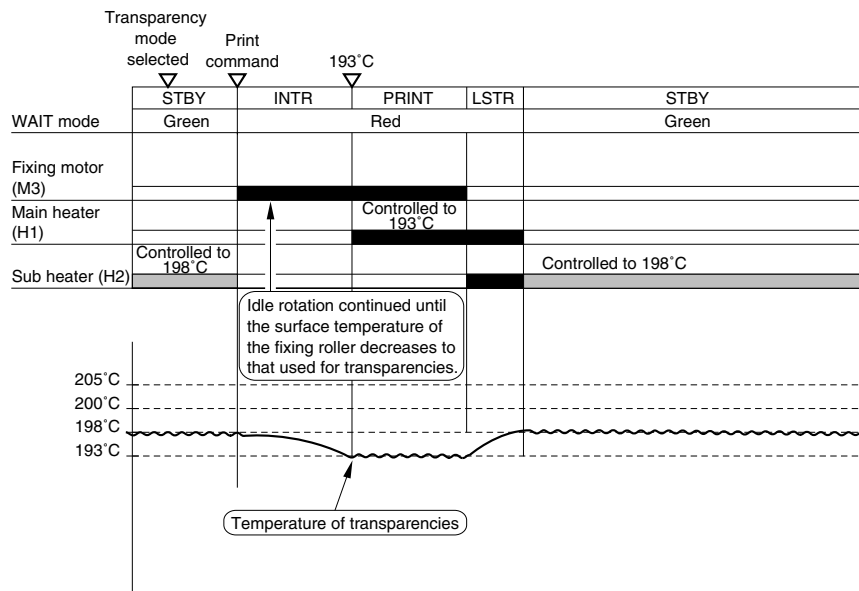 Transparency
mode
selected
Print
command
193˚C
STBY
INTR
PRINT
LSTR
STBY
WAIT mode
Green
Red
Green
Fixing motor
(M3)
Main heater
(H1)
Controlled to
193˚C
Controlled to
198˚C
Sub heater (H2)
Controlled to 198˚C
Idle rotation continued until
the surface temperature of
the fixing roller decreases to
that used for transparencies.
205˚C
200˚C
198˚C
193˚C
Temperature of transparencies